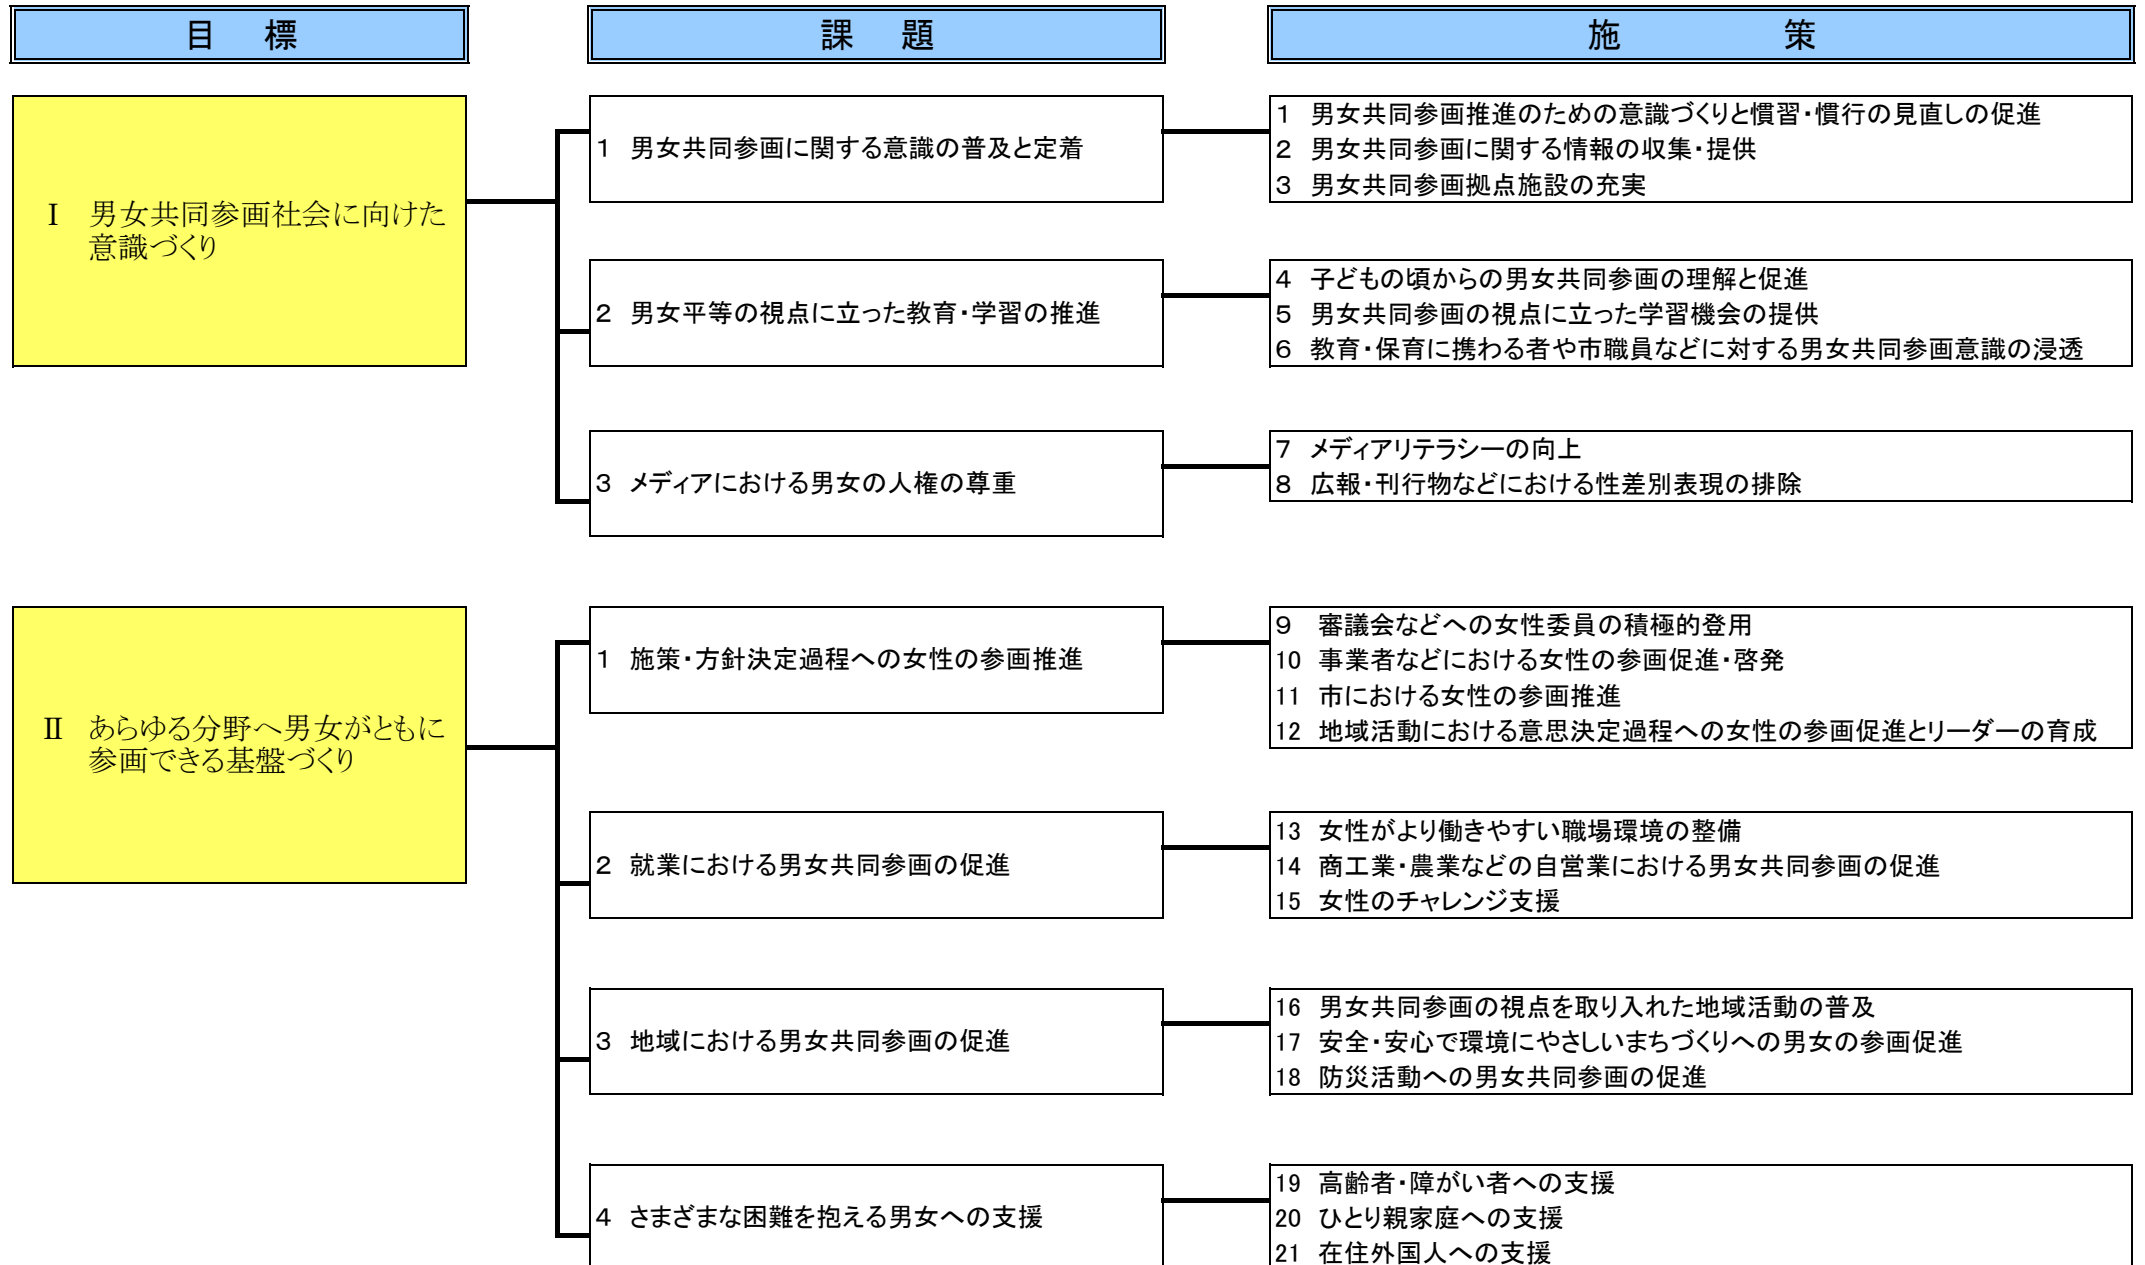 目　標
課　題
施　策
Ⅰ　男女共同参画社会に向けた
意識づくり
1　男女共同参画に関する意識の普及と定着
1　男女共同参画推進のための意識づくりと慣習・慣行の見直しの促進
2　男女共同参画に関する情報の収集・提供
3　男女共同参画拠点施設の充実
2　男女平等の視点に立った教育・学習の推進
4　子どもの頃からの男女共同参画の理解と促進
5　男女共同参画の視点に立った学習機会の提供
6　教育・保育に携わる者や市職員などに対する男女共同参画意識の浸透
3　メディアにおける男女の人権の尊重
7　メディアリテラシーの向上
8　広報・刊行物などにおける性差別表現の排除
Ⅱ　あらゆる分野へ男女がともに
参画できる基盤づくり
1　施策・方針決定過程への女性の参画推進
9　審議会などへの女性委員の積極的登用
10　事業者などにおける女性の参画促進・啓発
11　市における女性の参画推進
12　地域活動における意思決定過程への女性の参画促進とリーダーの育成
2　就業における男女共同参画の促進
13　女性がより働きやすい職場環境の整備
14　商工業・農業などの自営業における男女共同参画の促進
15　女性のチャレンジ支援
3　地域における男女共同参画の促進
16　男女共同参画の視点を取り入れた地域活動の普及
17　安全・安心で環境にやさしいまちづくりへの男女の参画促進
18　防災活動への男女共同参画の促進
4　さまざまな困難を抱える男女への支援
19　高齢者・障がい者への支援
20　ひとり親家庭への支援
21　在住外国人への支援